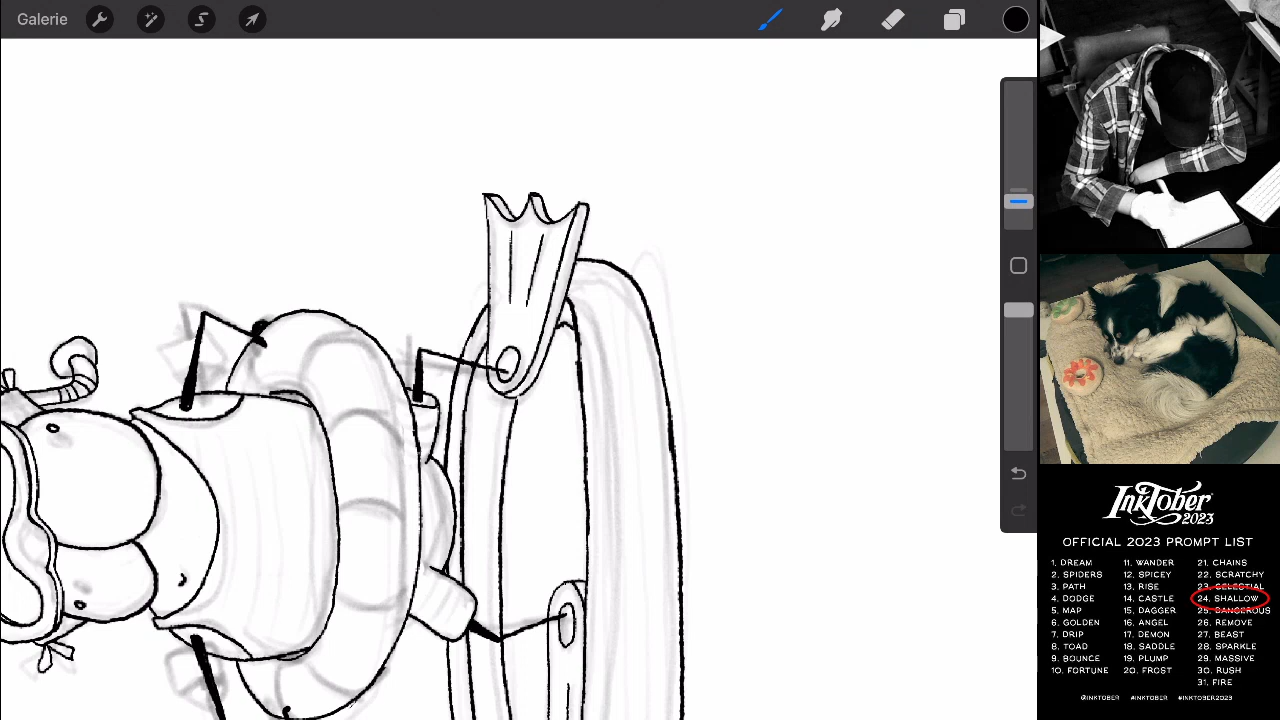 Galerie
InkTober
2023
OFFICIAL 2023 PROMPT LIST
1. DREAM
2. SPIDERS
3. PATH
4. DODGE
5. MAP
6. GOLDEN
7. DRIP
8. TOAD
9. BOUNCE
10. FORTUNE
11. WANDER
12. SPICEY
13. RISE
14. CASTLE
15. DAGGER
16. ANGEL
17. DEMON
18. SADDLE
19. PLUMP
20. FROST
21. CHAINS
22. SCRATCHY
23. CELESTIAL
24. SHALLOW
25. DANGEROUS
26. REMOVE
27. BEAST
28. SPARKLE
29. MASSIVE
30. RUSH
31. FIRE
@INKTOBER #INKTOBER #INKTOBER2023